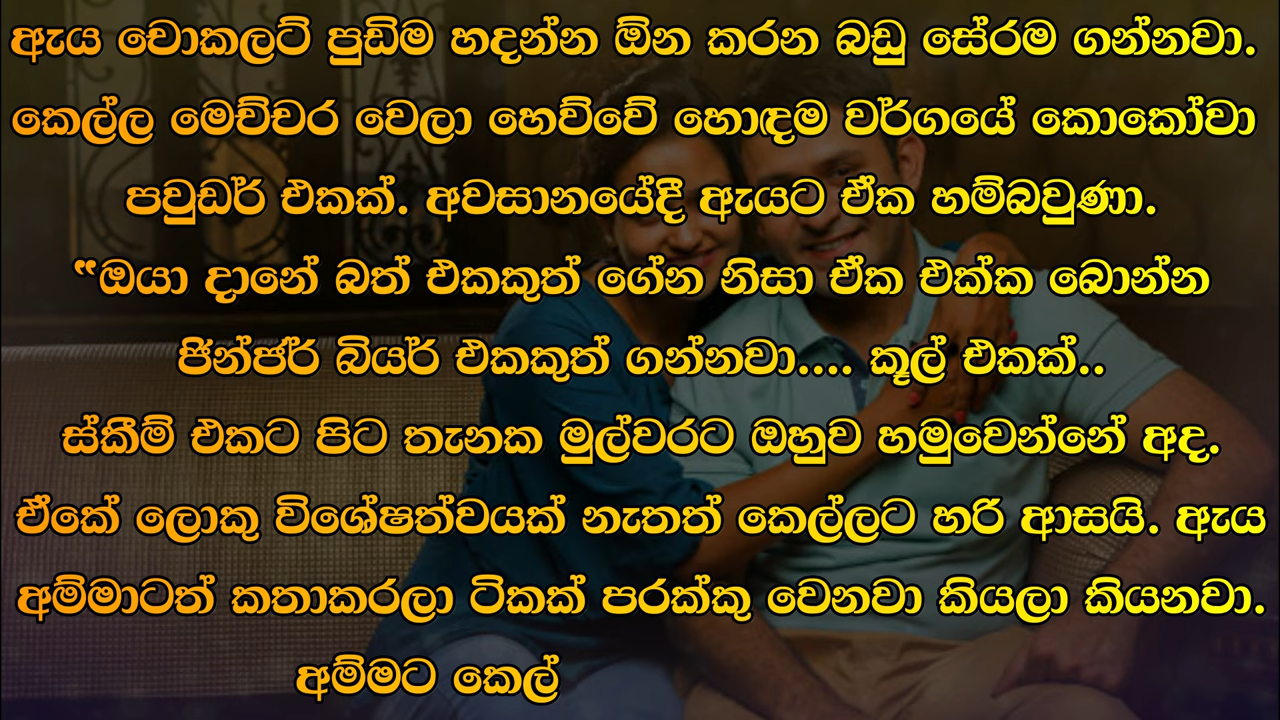 ඇය චොකලට් පුඩිම හදන්න ඕන කරන බඩු සේරම ගන්නවා.
කෙල්ල මෙච්චර වෙලා හෙව්වේ හොඳම වර්ගයේ කොකෝවා
පවුඩර් එකක්. අවසානයේදී ඇයට ඒක හම්බවුණා.
“ඔයා දානේ බත් එකකුත් ගේන නිසා ඒක එක්ක බොන්න
ජින්ජර් බියර් එකකුත් ගන්නවා.... කූල් එකක්..
ස්කීම් එකට පිට තැනක මුල්වරට ඔහුව හමුවෙන්නේ අද.
ඒකේ ලොකු විශේෂත්වයක් නැතත් කෙල්ලට හරි ආසයි. ඇය
අම්මාටත් කතාකරලා ටිකක් පරක්කු වෙනවා කියලා කියනවා.
අම්මට කෙල්